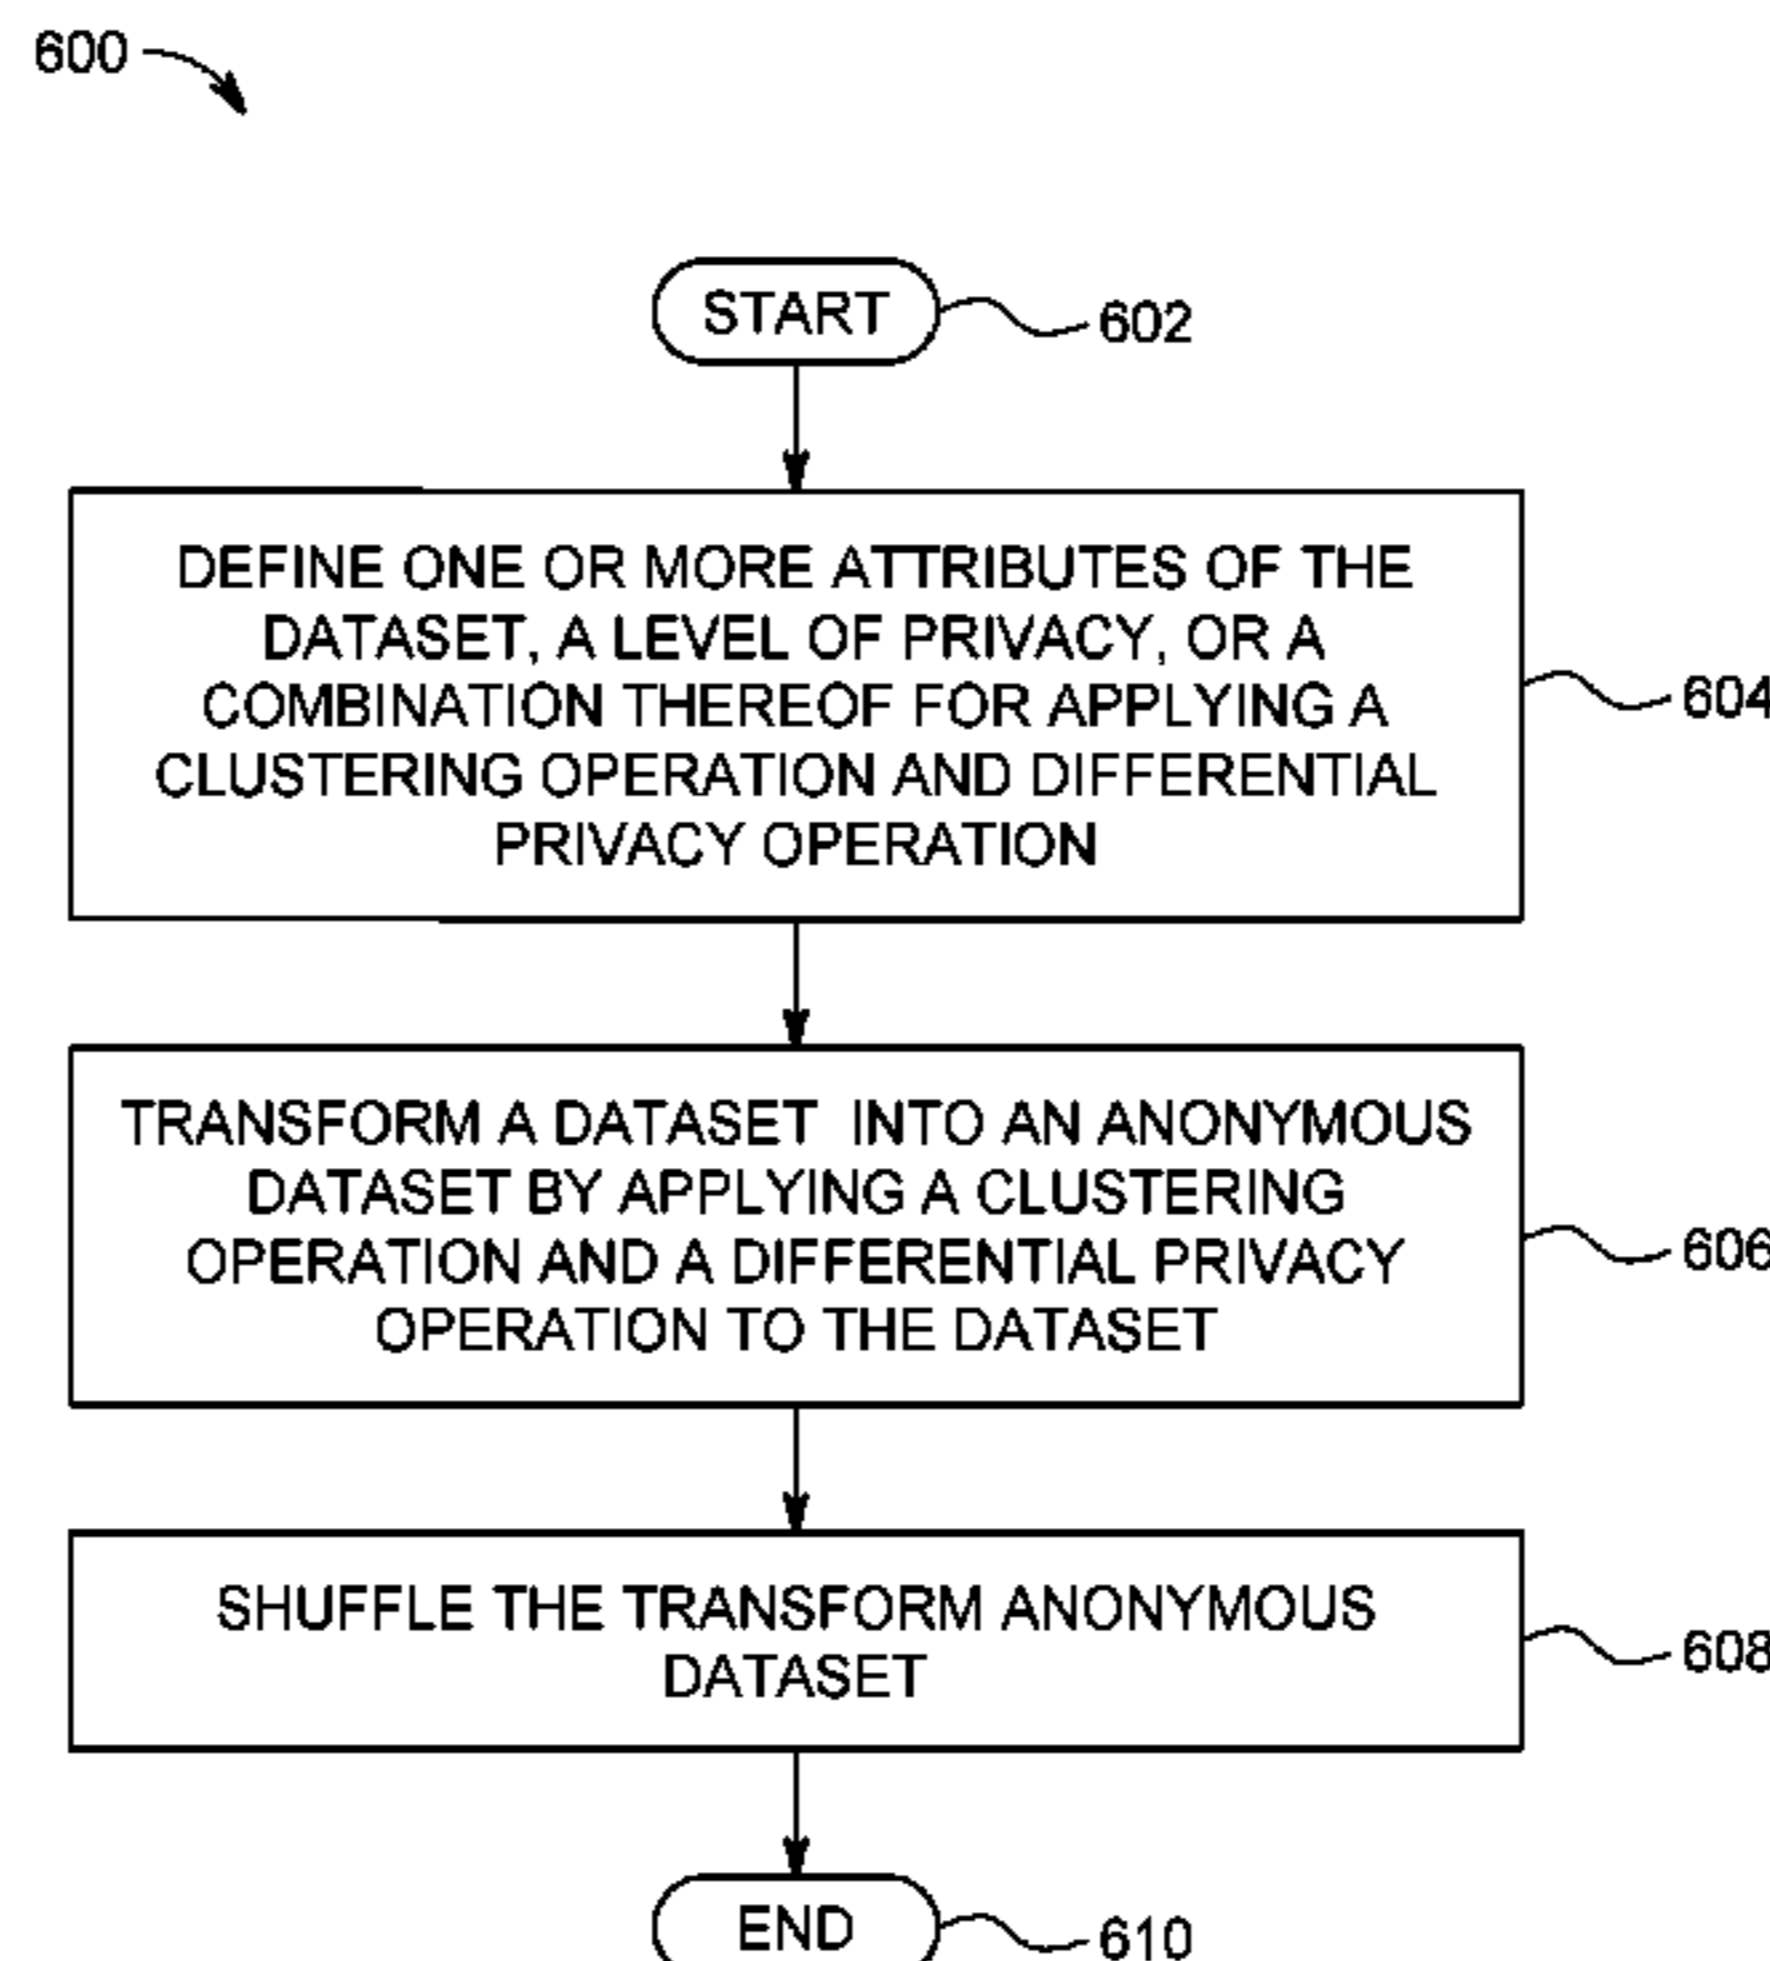 600
START
602
DEFINE ONE OR MORE ATTRIBUTES OF THE
DATASET, A LEVEL OF PRIVACY, OR A
COMBINATION THEREOF FOR APPLYING A
CLUSTERING OPERATION AND DIFFERENTIAL
PRIVACY OPERATION
604
TRANSFORM A DATASET INTO AN ANONYMOUS
DATASET BY APPLYING A CLUSTERING
OPERATION AND A DIFFERENTIAL PRIVACY
OPERATION TO THE DATASET
606
SHUFFLE THE TRANSFORM ANONYMOUS
DATASET
608
END
610